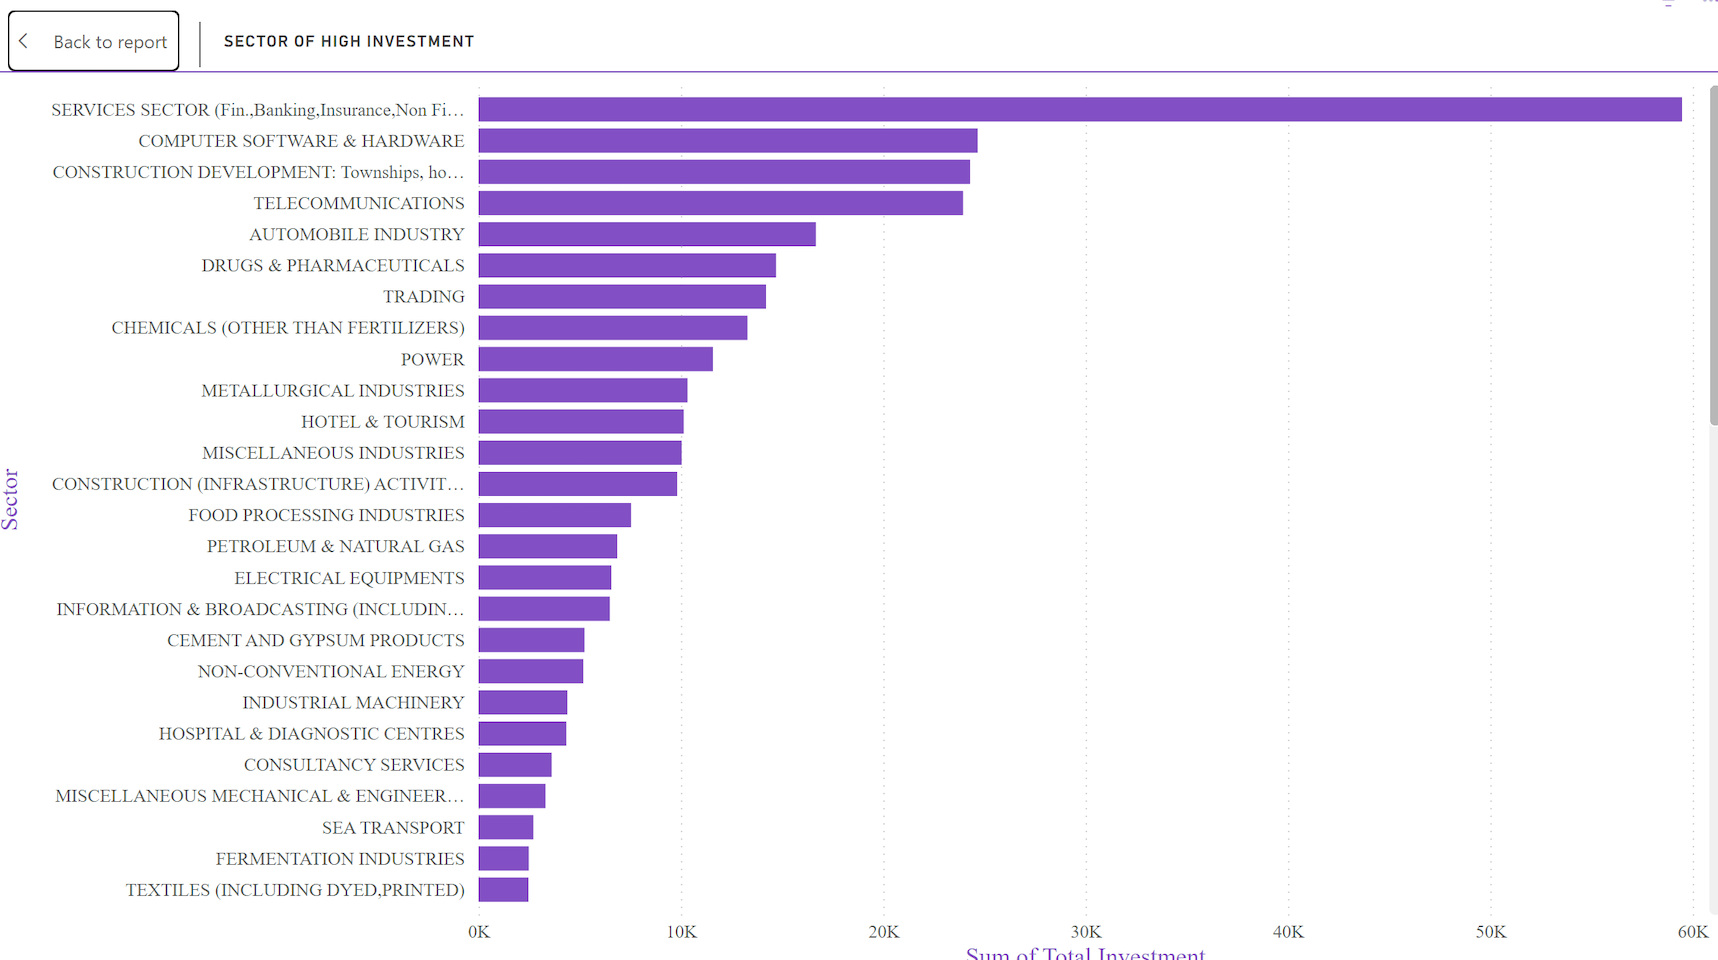 Back to report
SECTOR OF HIGH INVESTMENT
SERVICES SECTOR (Fin.,Banking,Insurance,Non Fi…
COMPUTER SOFTWARE & HARDWARE
CONSTRUCTION DEVELOPMENT: Townships, ho…
TELECOMMUNICATIONS
AUTOMOBILE INDUSTRY
DRUGS & PHARMACEUTICALS
TRADING
CHEMICALS (OTHER THAN FERTILIZERS)
POWER
METALLURGICAL INDUSTRIES
HOTEL & TOURISM
MISCELLANEOUS INDUSTRIES
CONSTRUCTION (INFRASTRUCTURE) ACTIVIT…
FOOD PROCESSING INDUSTRIES
PETROLEUM & NATURAL GAS
ELECTRICAL EQUIPMENTS
INFORMATION & BROADCASTING (INCLUDIN…
CEMENT AND GYPSUM PRODUCTS
NON-CONVENTIONAL ENERGY
INDUSTRIAL MACHINERY
HOSPITAL & DIAGNOSTIC CENTRES
CONSULTANCY SERVICES
MISCELLANEOUS MECHANICAL & ENGINEER…
SEA TRANSPORT
FERMENTATION INDUSTRIES
TEXTILES (INCLUDING DYED,PRINTED)
Sector
0K 10K 20K 30K 40K 50K 60K
Sum of Total Investment